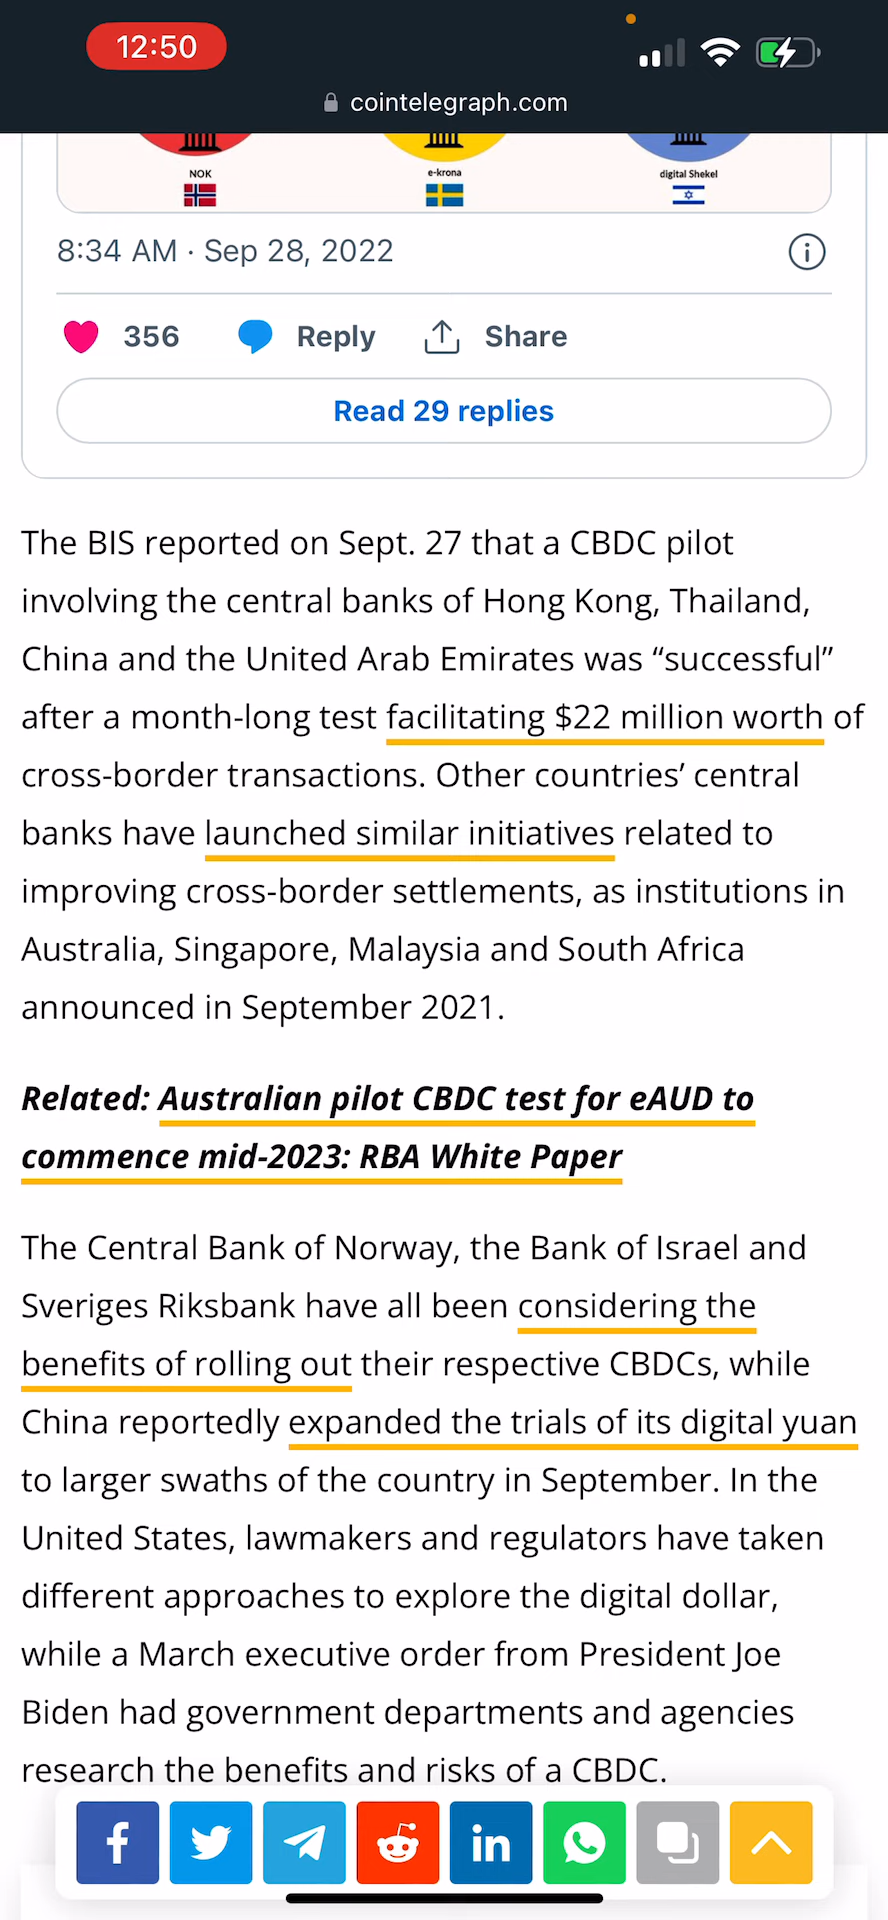 12:50
cointelegraph.com
NOK
e-krona
digital Shekel
8:34 AM · Sep 28, 2022
356
Reply
Share
Read 29 replies
The BIS reported on Sept. 27 that a CBDC pilot
involving the central banks of Hong Kong, Thailand,
China and the United Arab Emirates was “successful”
after a month-long test facilitating $22 million worth of
cross-border transactions. Other countries’ central
banks have launched similar initiatives related to
improving cross-border settlements, as institutions in
Australia, Singapore, Malaysia and South Africa
announced in September 2021.
Related: Australian pilot CBDC test for eAUD to
commence mid-2023: RBA White Paper
The Central Bank of Norway, the Bank of Israel and
Sveriges Riksbank have all been considering the
benefits of rolling out their respective CBDCs, while
China reportedly expanded the trials of its digital yuan
to larger swaths of the country in September. In the
United States, lawmakers and regulators have taken
different approaches to explore the digital dollar,
while a March executive order from President Joe
Biden had government departments and agencies
research the benefits and risks of a CBDC.